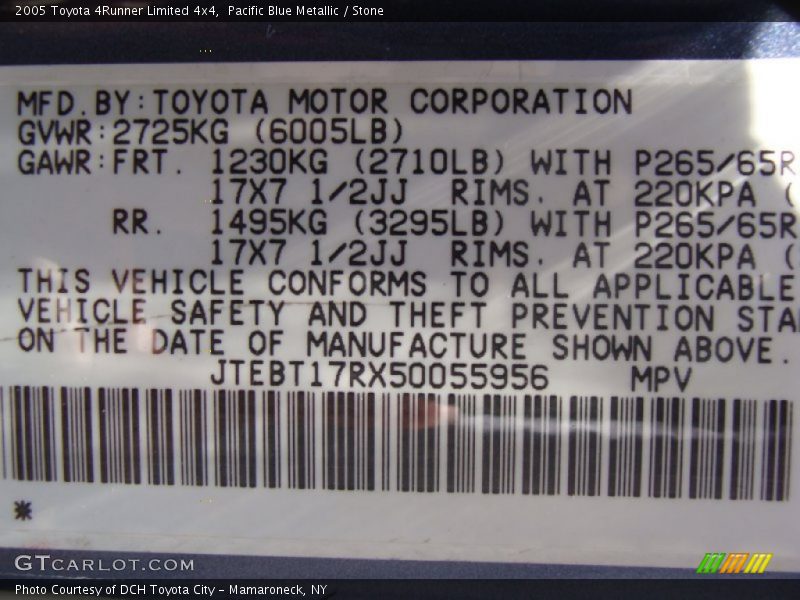 2005 Toyota 4Runner Limited 4x4,  Pacific Blue Metallic / Stone
MFD.BY:TOYOTA MOTOR CORPORATION
GVWR:2725KG (6005LB)
GAWR:FRT. 1230KG (2710LB) WITH P265/65R
17X7 1/2JJ RIMS. AT 220KPA (
RR. 1495KG (3295LB) WITH P265/65R
17X7 1/2JJ RIMS. AT 220KPA (
THIS VEHICLE CONFORMS TO ALL APPLICABLE
VEHICLE SAFETY AND THEFT PREVENTION STA
ON THE DATE OF MANUFACTURE SHOWN ABOVE.
JTEBT17RX50055956 MPV
*
GTCARLOT.COM
Photo Courtesy of DCH Toyota City – Mamaroneck, NY